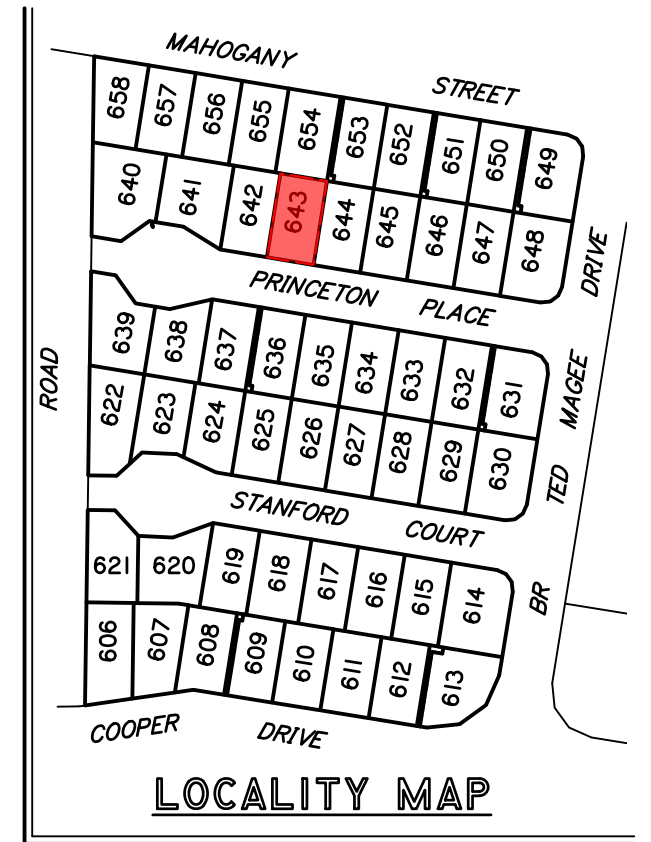 MAHOGANY STREET
658 657 656 655 654 653 652 651 650 649
640 641 642 643 644 645 646 647 648
DRIVE
PRINCETON PLACE
639 638 637 636 635 634 633 632 631
ROAD
MAGEE
622 623 624 625 626 627 628 629 630
TED
STANFORD COURT
621 620 619 618 617 616 615 614
BR
606 607 608 609 610 611 612 613
COOPER DRIVE
LOCALITY MAP